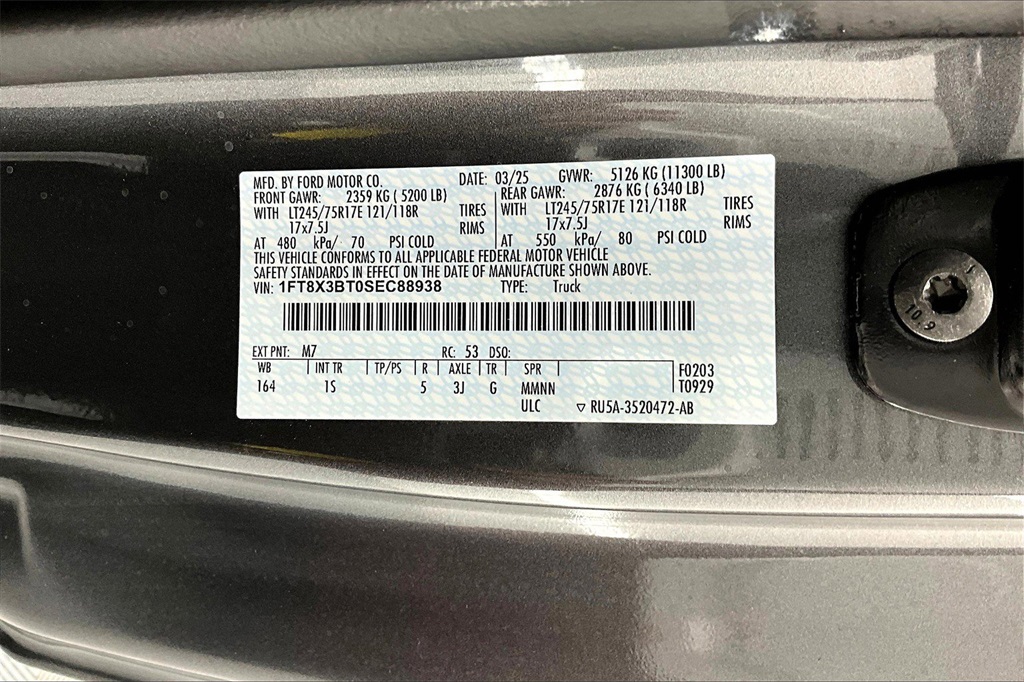 MFD. BY FORD MOTOR CO. DATE: 03/25 GVWR: 5126 KG (11300 LB)
FRONT GAWR: 2359 KG ( 5200 LB) REAR GAWR: 2876 KG ( 6340 LB)
WITH LT245/75R17E 121/118R TIRES WITH LT245/75R17E 121/118R TIRES
17x7.5J RIMS 17x7.5J RIMS
AT 480 kPa/ 70 PSI COLD AT 550 kPa/ 80 PSI COLD
THIS VEHICLE CONFORMS TO ALL APPLICABLE FEDERAL MOTOR VEHICLE
SAFETY STANDARDS IN EFFECT ON THE DATE OF MANUFACTURE SHOWN ABOVE.
VIN: 1FT8X3BT0SEC88938 TYPE: Truck
EXT PNT: M7 RC: 53 DSO:
WB INT TR TP/PS R AXLE TR SPR F0203
164 1S 5 3J G MMNN T0929
ULC RU5A-3520472-AB
10.9